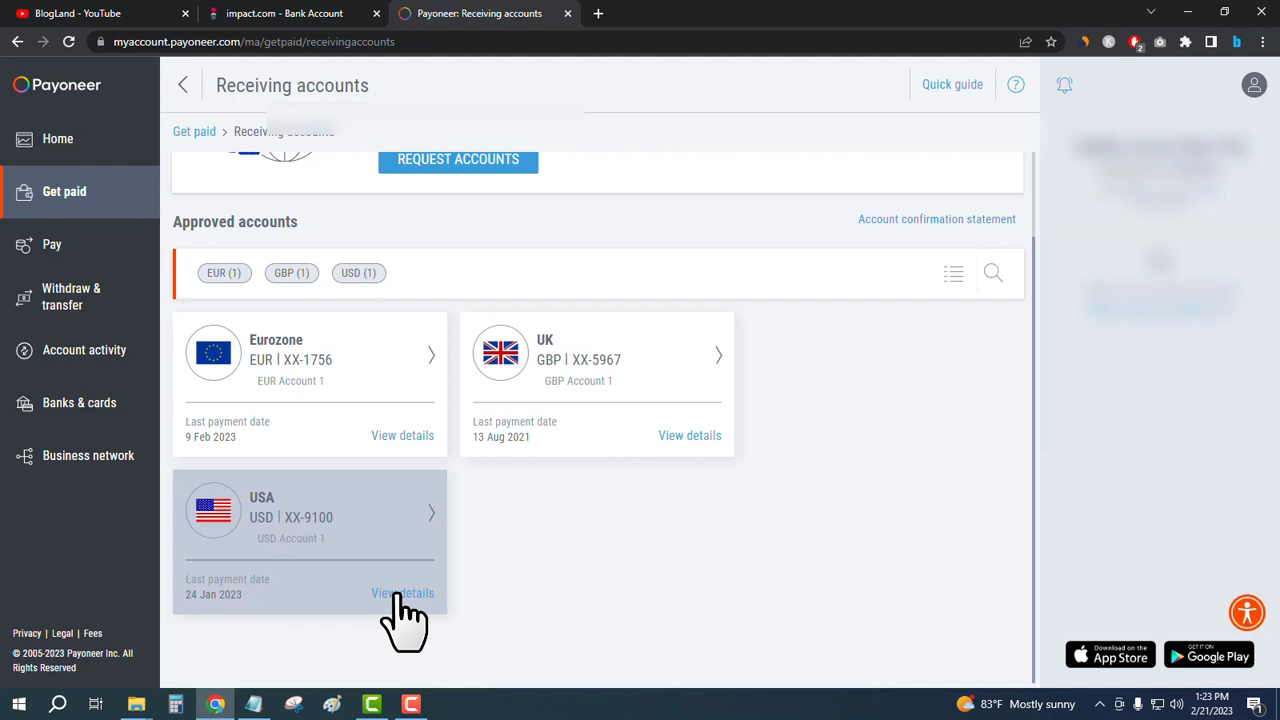 BlogLand - YouTube
impact.com - Bank Account
Payoneer: Receiving accounts
myaccount.payoneer.com/ma/getpaid/receivingaccounts
2
Payoneer
Home
Get paid
Pay
Withdraw &
transfer
Account activity
Banks & cards
Business network
Privacy | Legal | Fees
© 2005-2023 Payoneer Inc. All
Rights Reserved
Receiving accounts
Quick guide
?
Get paid > Receiving accounts
REQUEST ACCOUNTS
Approved accounts
Account confirmation statement
EUR (1)
GBP (1)
USD (1)
Eurozone
EUR | XX-1756
EUR Account 1
Last payment date
9 Feb 2023
View details
UK
GBP | XX-5967
GBP Account 1
Last payment date
13 Aug 2021
View details
USA
USD | XX-9100
USD Account 1
Last payment date
24 Jan 2023
View details
Download on the
App Store
GET IT ON
Google Play
83°F Mostly sunny
1:23 PM
2/21/2023
1